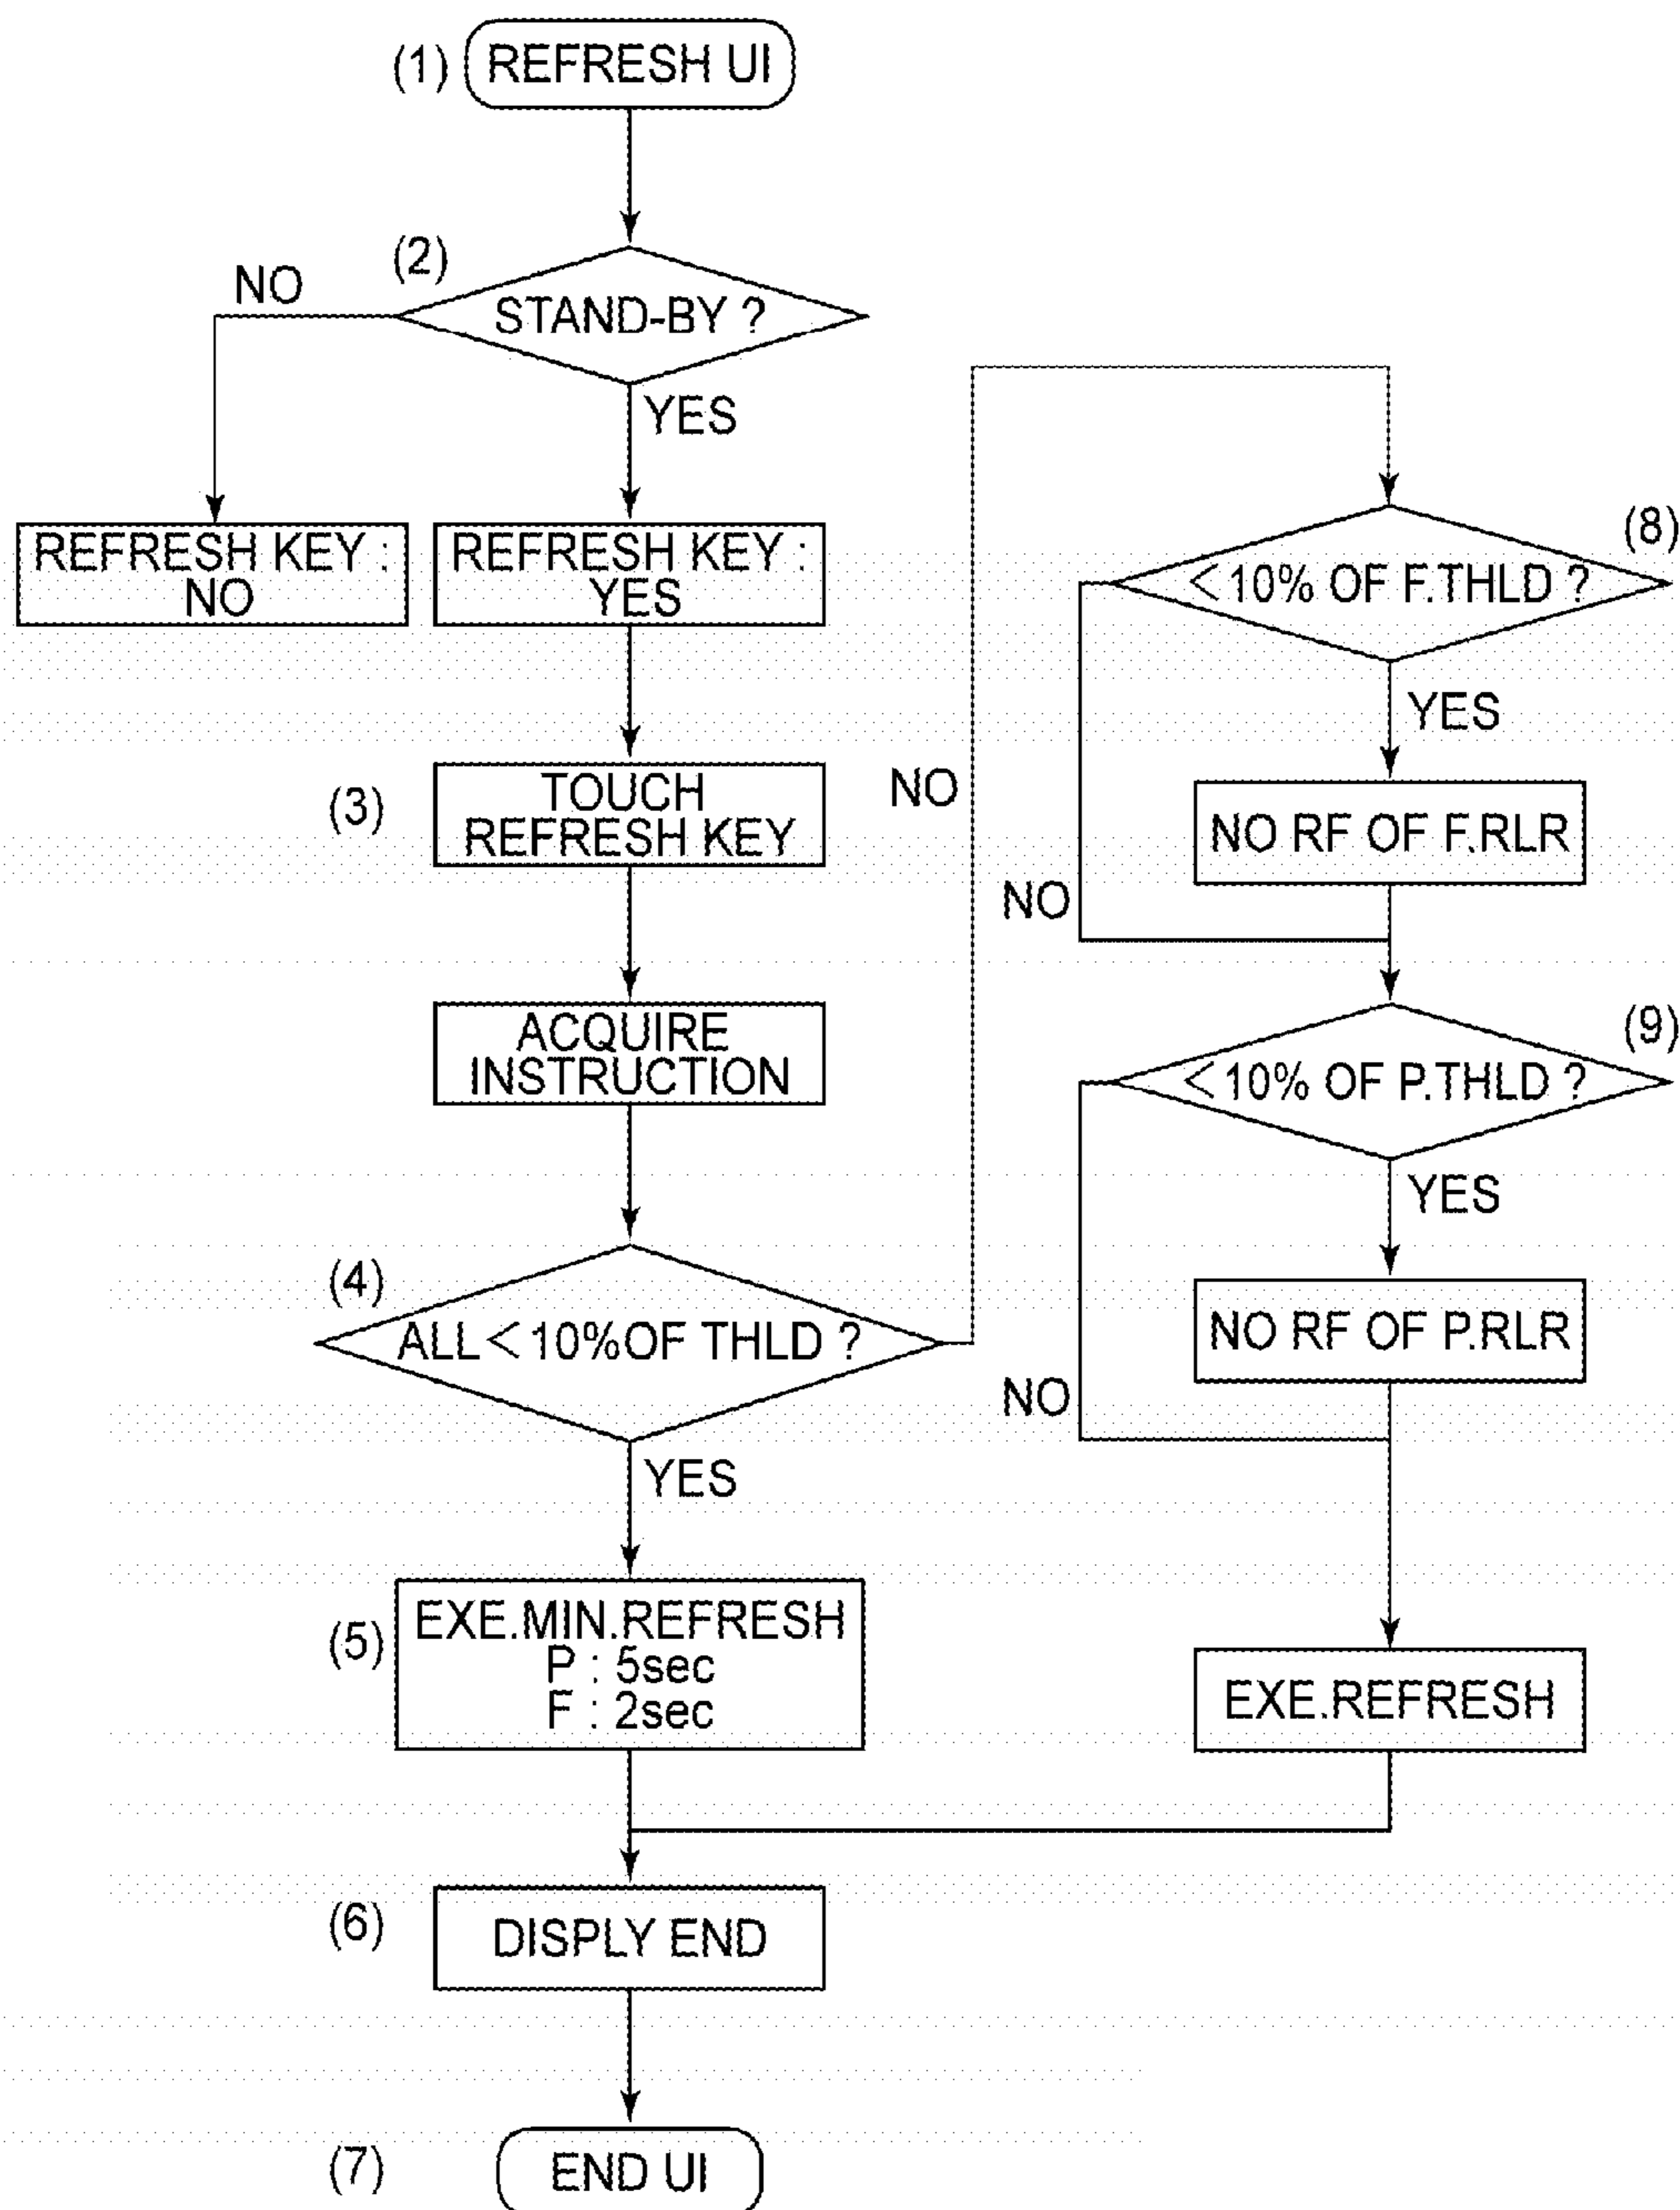 (1) REFRESH UI
(2)
STAND-BY ?
NO
YES
REFRESH KEY :
NO
REFRESH KEY :
YES
(3)
TOUCH
REFRESH KEY
ACQUIRE
INSTRUCTION
(4)
ALL < 10%OF THLD ?
NO
YES
(5)
EXE.MIN.REFRESH
P : 5sec
F : 2sec
(6)
DISPLY END
(7)
END UI
(8)
< 10% OF F.THLD ?
YES
NO RF OF F.RLR
NO
(9)
< 10% OF P.THLD ?
YES
NO RF OF P.RLR
NO
EXE.REFRESH